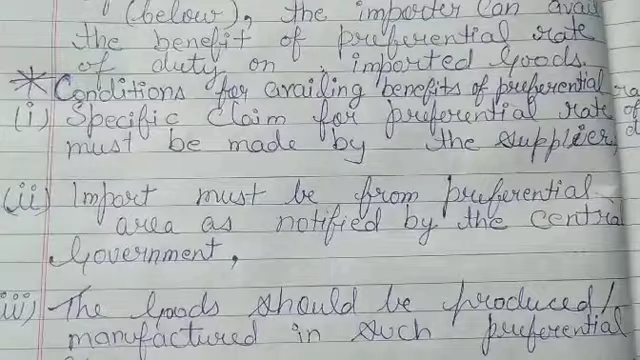 (below), the importer can avail
the benefit of preferential rate
of duty on imported goods.
* Conditions for availing benefits of preferential ra
(i) Specific Claim for preferential rate of
must be made by the supplier,
(ii) Import must be from preferential
area as notified by the Central
Government,
iii) The Goods should be produced/
manufactured in such preferential